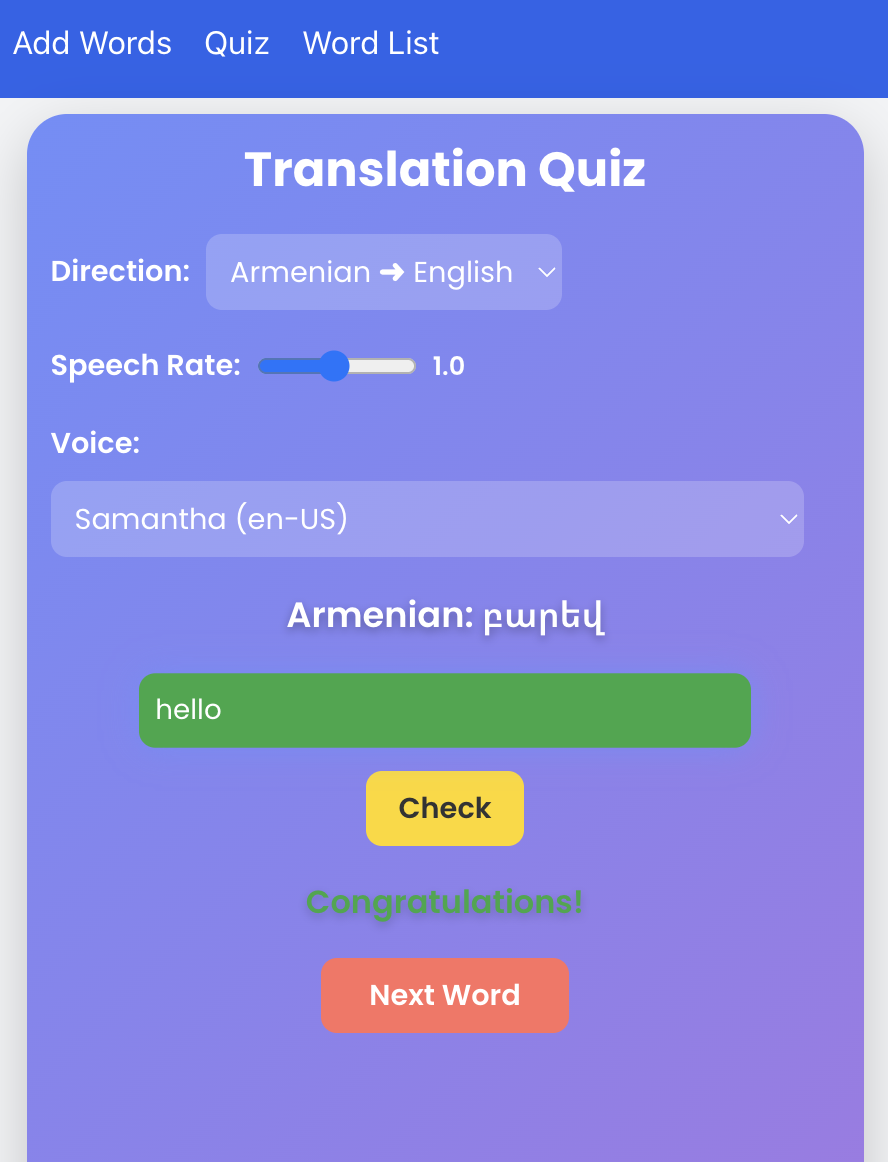 Add Words Quiz Word List
Translation Quiz
Direction: Armenian ➜ English
Speech Rate: 1.0
Voice:
Samantha (en-US)
Armenian: բարեվ
hello
Check
Congratulations!
Next Word